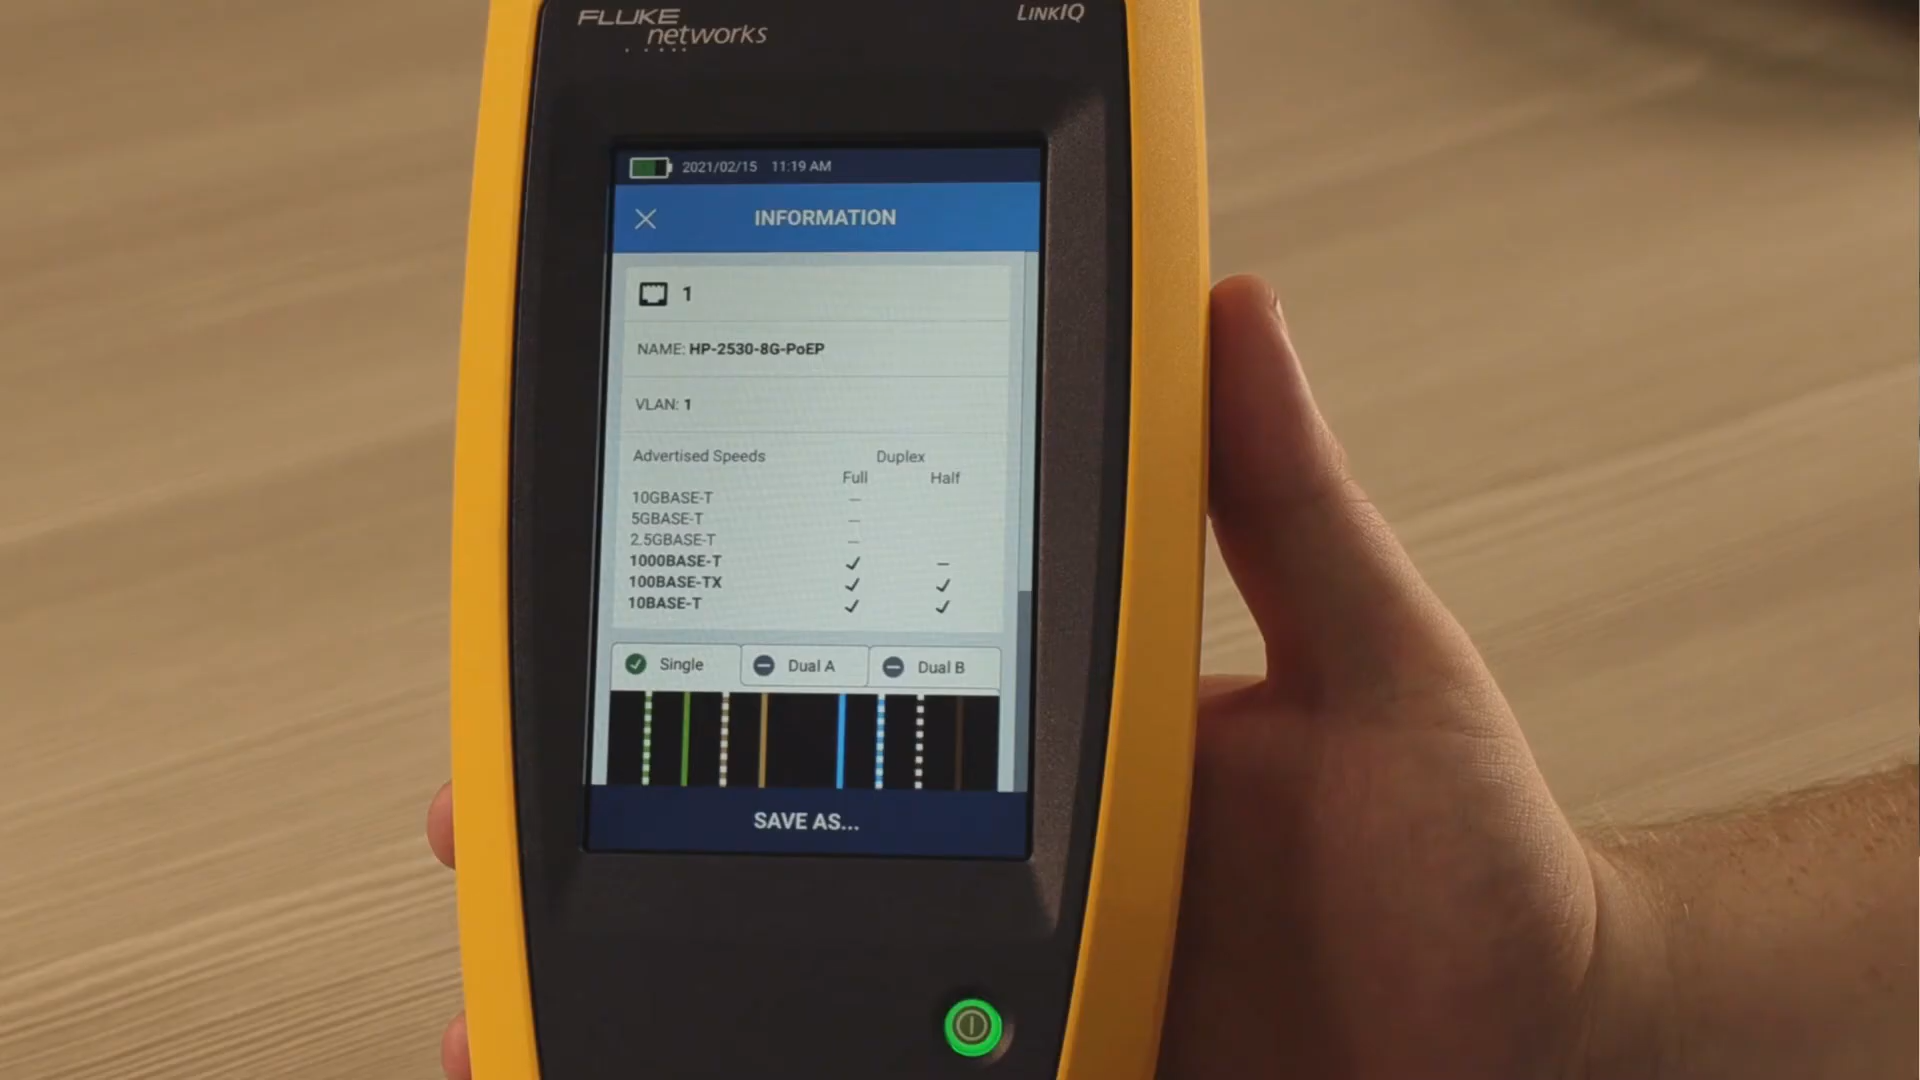 FLUKE
networks
LINKIQ
2021/02/15 11:19 AM
INFORMATION
1
NAME: HP-2530-8G-PoEP
VLAN: 1
Advertised Speeds Duplex
Full Half
10GBASE-T –
5GBASE-T –
2.5GBASE-T –
1000BASE-T ✓ –
100BASE-TX ✓ ✓
10BASE-T ✓ ✓
Single Dual A Dual B
SAVE AS...